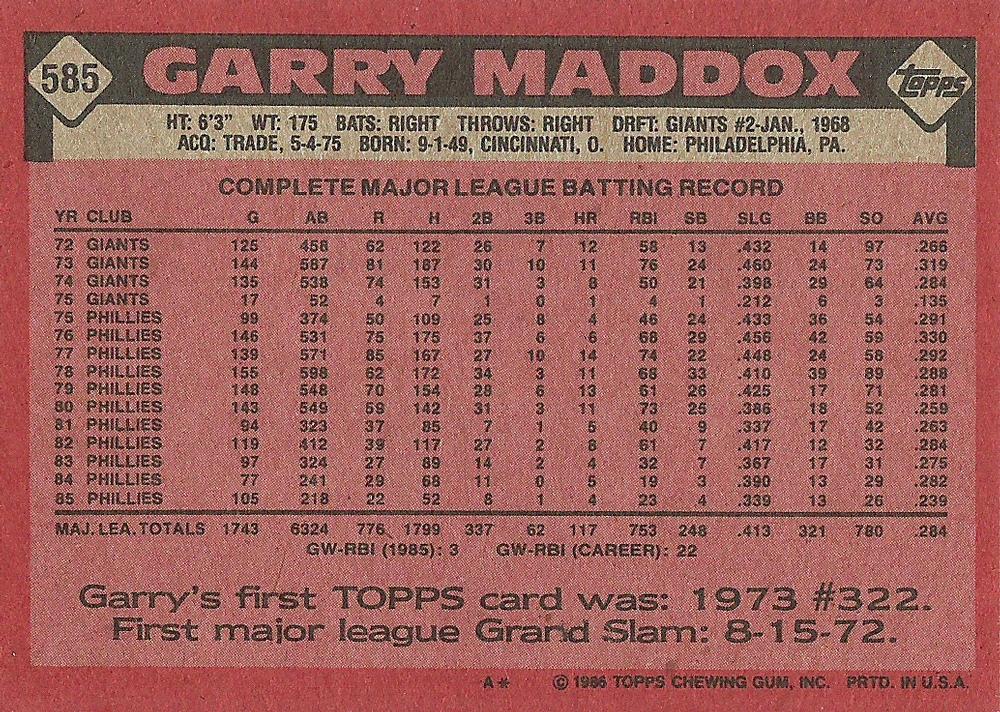 585 GARRY MADDOX TOPPS
HT: 6'3" WT: 175 BATS: RIGHT THROWS: RIGHT DRFT: GIANTS #2-JAN., 1968
ACQ: TRADE, 5-4-75 BORN: 9-1-49, CINCINNATI, O. HOME: PHILADELPHIA, PA.
COMPLETE MAJOR LEAGUE BATTING RECORD
YR CLUB G AB R H 2B 3B HR RBI SB SLG BB SO AVG
72 GIANTS 125 458 62 122 26 7 12 58 13 .432 14 97 .266
73 GIANTS 144 587 81 187 30 10 11 76 24 .460 24 73 .319
74 GIANTS 135 538 74 153 31 3 8 50 21 .398 29 64 .284
75 GIANTS 17 52 4 7 1 0 1 4 1 .212 6 3 .135
75 PHILLIES 99 374 50 109 25 8 4 46 24 .433 36 54 .291
76 PHILLIES 146 531 75 175 37 6 6 68 29 .456 42 59 .330
77 PHILLIES 139 571 85 167 27 10 14 74 22 .448 24 58 .292
78 PHILLIES 155 598 62 172 34 3 11 68 33 .410 39 89 .288
79 PHILLIES 148 548 70 154 28 6 13 61 26 .425 17 71 .281
80 PHILLIES 143 549 59 142 31 3 11 73 25 .386 18 52 .259
81 PHILLIES 94 323 37 85 7 1 5 40 9 .337 17 42 .263
82 PHILLIES 119 412 39 117 27 2 8 61 7 .417 12 32 .284
83 PHILLIES 97 324 27 89 14 2 4 32 7 .367 17 31 .275
84 PHILLIES 77 241 29 68 11 0 5 19 3 .390 13 29 .282
85 PHILLIES 105 218 22 52 8 1 4 23 4 .339 13 26 .239
MAJ. LEA. TOTALS 1743 6324 776 1799 337 62 117 753 248 .413 321 780 .284
GW-RBI (1985): 3 GW-RBI (CAREER): 22
Garry's first TOPPS card was: 1973 #322.
First major league Grand Slam: 8-15-72.
A* © 1986 TOPPS CHEWING GUM, INC. PRTD. IN U.S.A.